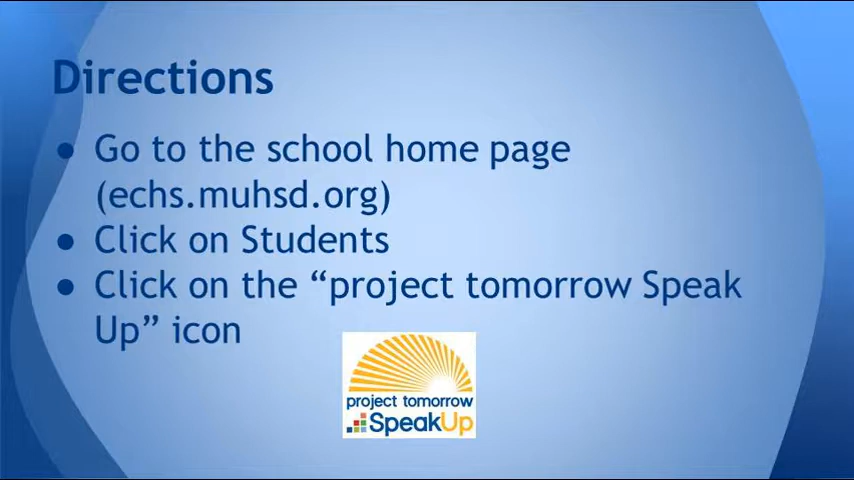 Directions
● Go to the school home page
(echs.muhsd.org)
● Click on Students
● Click on the “project tomorrow Speak
Up” icon
project tomorrow
SpeakUp